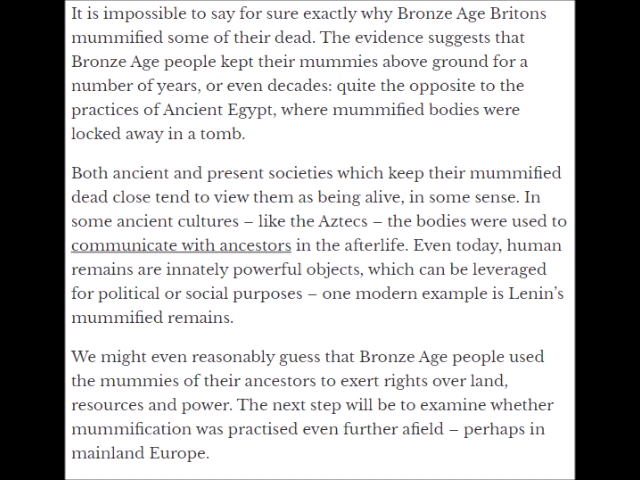 It is impossible to say for sure exactly why Bronze Age Britons
mummified some of their dead. The evidence suggests that
Bronze Age people kept their mummies above ground for a
number of years, or even decades: quite the opposite to the
practices of Ancient Egypt, where mummified bodies were
locked away in a tomb.
Both ancient and present societies which keep their mummified
dead close tend to view them as being alive, in some sense. In
some ancient cultures – like the Aztecs – the bodies were used to
communicate with ancestors in the afterlife. Even today, human
remains are innately powerful objects, which can be leveraged
for political or social purposes – one modern example is Lenin’s
mummified remains.
We might even reasonably guess that Bronze Age people used
the mummies of their ancestors to exert rights over land,
resources and power. The next step will be to examine whether
mummification was practised even further afield – perhaps in
mainland Europe.